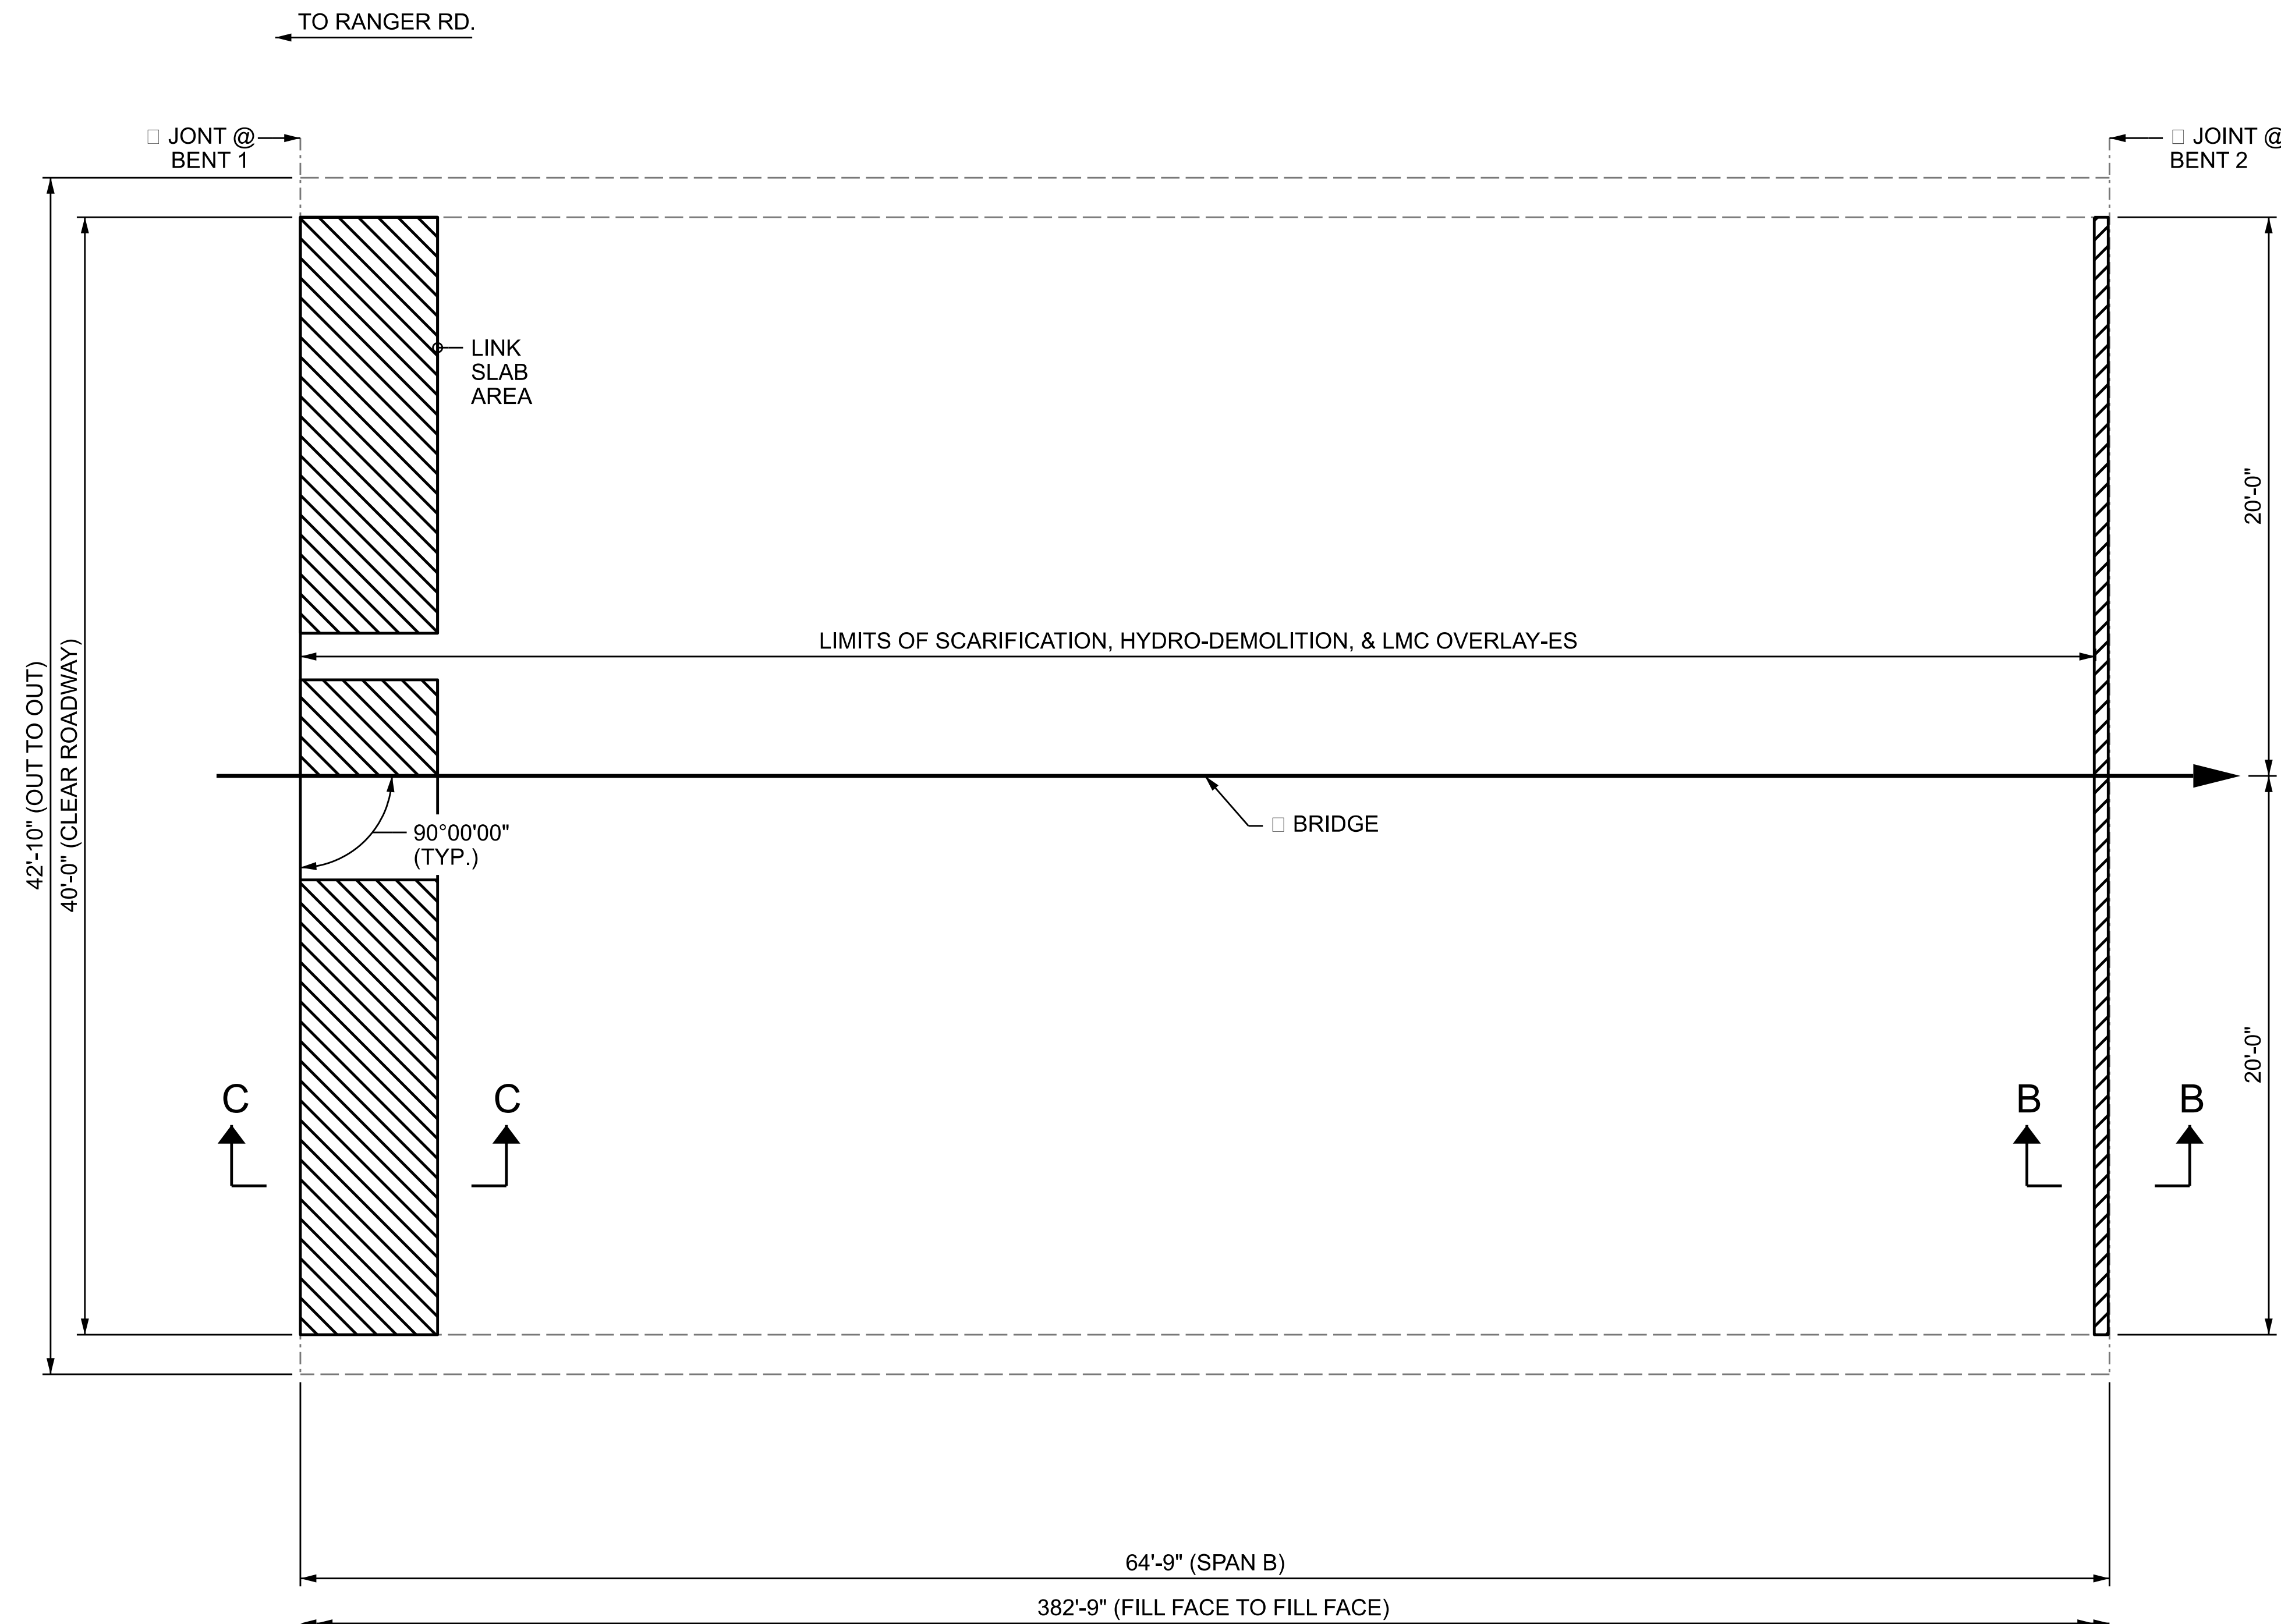 TO RANGER RD.
□ JONT @
BENT 1
□ JOINT @
BENT 2
LINK
SLAB
AREA
20'-0"
LIMITS OF SCARIFICATION, HYDRO-DEMOLITION, & LMC OVERLAY-ES
42'-10" (OUT TO OUT)
40'-0" (CLEAR ROADWAY)
90°00'00"
(TYP.)
□ BRIDGE
20'-0"
C
C
B
B
64'-9" (SPAN B)
382'-9" (FILL FACE TO FILL FACE)